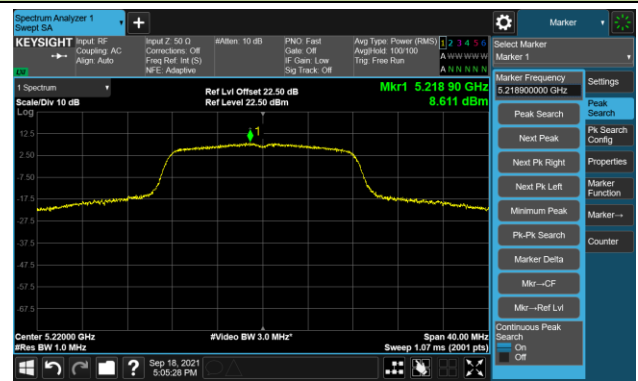 Spectrum Analyzer 1
Swept SA
+
Marker
KEYSIGHT
Input: RF
Coupling: AC
Align: Auto
Input Z: 50 Ω
Corrections: Off
Freq Ref: Int (S)
NFE: Adaptive
#Atten: 10 dB
PNO: Fast
Gate: Off
IF Gain: Low
Sig Track: Off
Avg Type: Power (RMS)
Avg|Hold: 100/100
Trig: Free Run
1 2 3 4 5 6
A WW WW W
A N N N N N
Select Marker
Marker 1
1 Spectrum
Scale/Div 10 dB
Log
Ref Lvl Offset 22.50 dB
Ref Level 22.50 dBm
Mkr1 5.218 90 GHz
8.611 dBm
12.5
2.50
-7.50
-17.5
-27.5
-37.5
-47.5
-57.5
-67.5
1
Center 5.22000 GHz
#Res BW 1.0 MHz
#Video BW 3.0 MHz*
Span 40.00 MHz
Sweep 1.07 ms (2001 pts)
Marker Frequency
5.218900000 GHz
Peak Search
Next Peak
Next Pk Right
Next Pk Left
Minimum Peak
Pk-Pk Search
Marker Delta
Mkr→CF
Mkr→Ref Lvl
Continuous Peak
Search
On
Off
Settings
Peak
Search
Pk Search
Config
Properties
Marker
Function
Marker→
Counter
?
Sep 18, 2021
5:05:28 PM